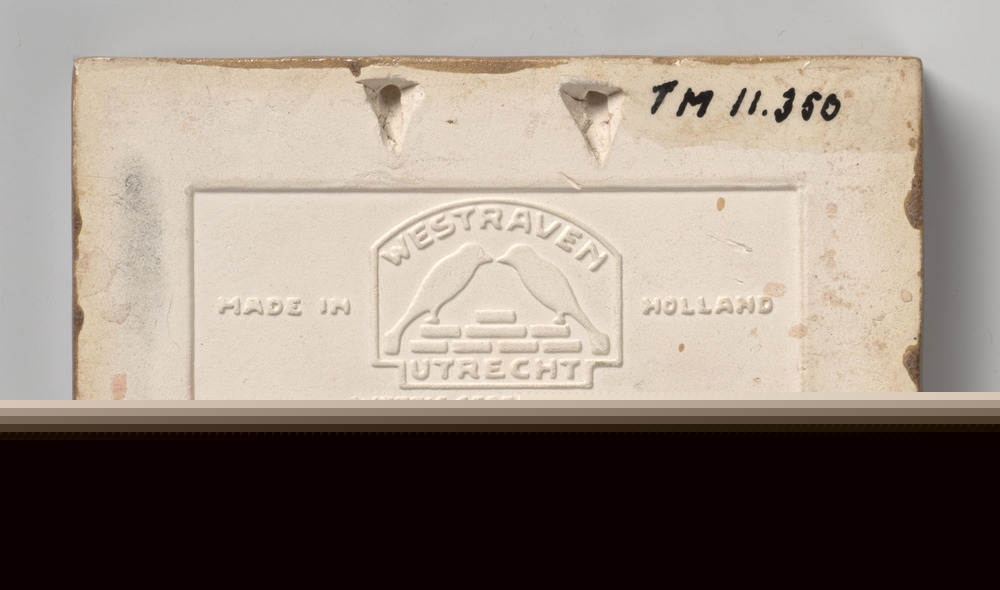 TM 11.350
WESTRAVEN
MADE IN HOLLAND
UTRECHT